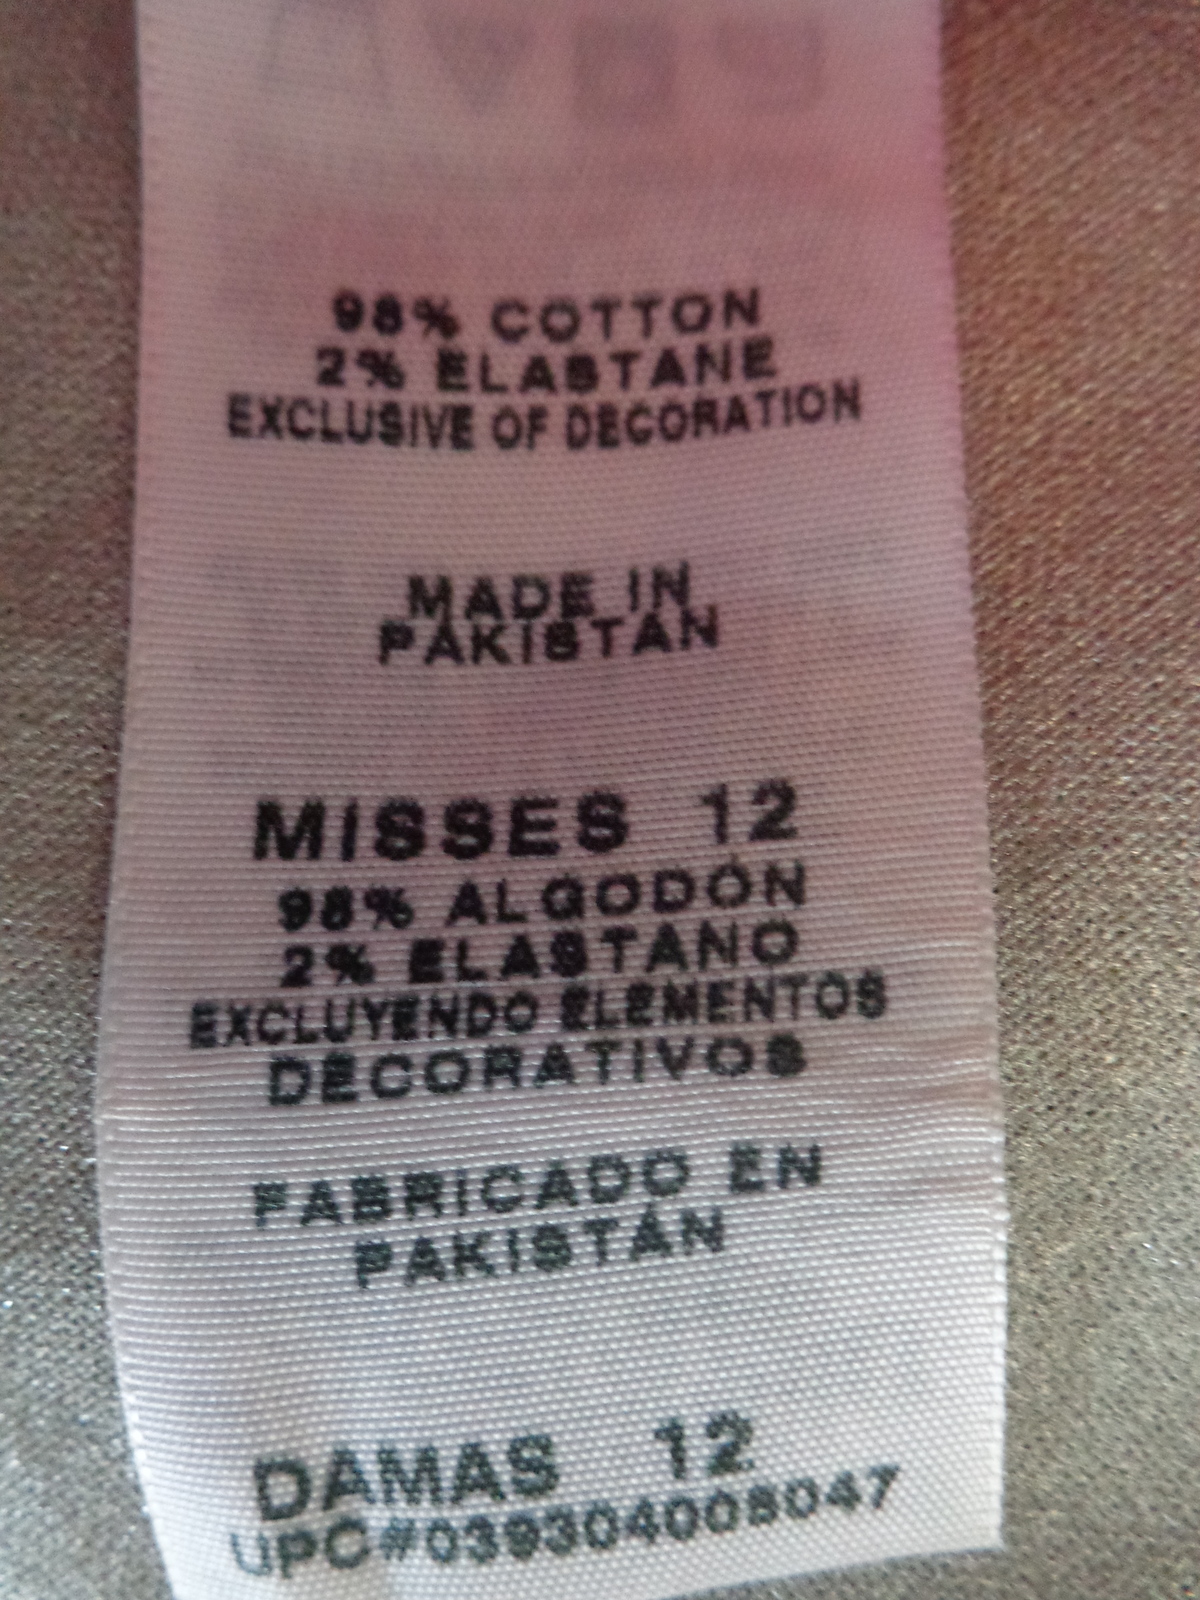 98% COTTON
2% ELASTANE
EXCLUSIVE OF DECORATION
MADE IN
PAKISTAN
MISSES 12
98% ALGODÓN
2% ELASTANO
EXCLUYENDO ELEMENTOS
DECORATIVOS
FABRICADO EN
PAKISTÁN
DAMAS 12
UPC#039304008047